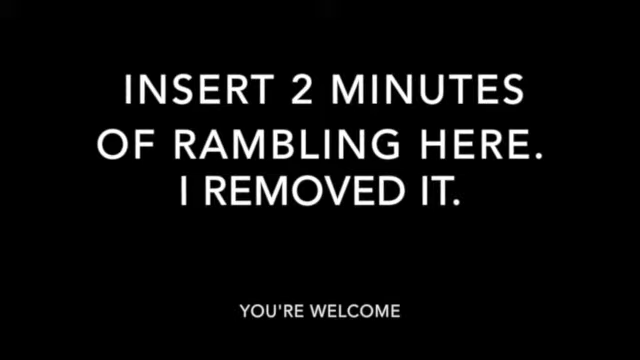 INSERT 2 MINUTES
OF RAMBLING HERE.
I REMOVED IT.
YOU'RE WELCOME